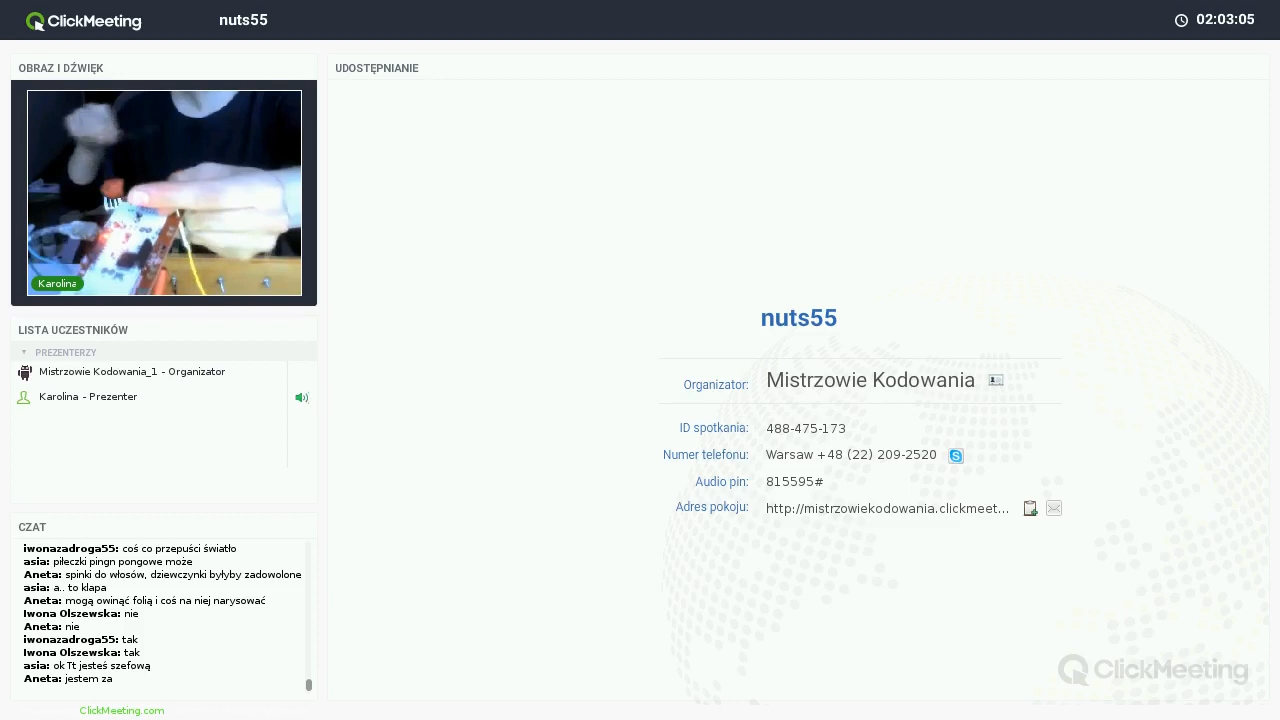 ClickMeeting
nuts55
02:03:05
OBRAZ I DŹWIĘK
Karolina
LISTA UCZESTNIKÓW
PREZENTERZY
Mistrzowie Kodowania_1 - Organizator
Karolina - Prezenter
CZAT
iwonazadroga55: coś co przepuści światło
asia: piłeczki pingn pongowe może
Aneta: spinki do włosów, dziewczynki byłyby zadowolone
asia: a.. to klapa
Aneta: mogą owinąć folią i coś na niej narysować
Iwona Olszewska: nie
Aneta: nie
iwonazadroga55: tak
Iwona Olszewska: tak
asia: ok Tt jesteś szefową
Aneta: jestem za
ClickMeeting.com
UDOSTĘPNIANIE
nuts55
Organizator: Mistrzowie Kodowania
ID spotkania: 488-475-173
Numer telefonu: Warsaw +48 (22) 209-2520
Audio pin: 815595#
Adres pokoju: http://mistrzowiekodowania.clickmeet...
ClickMeeting